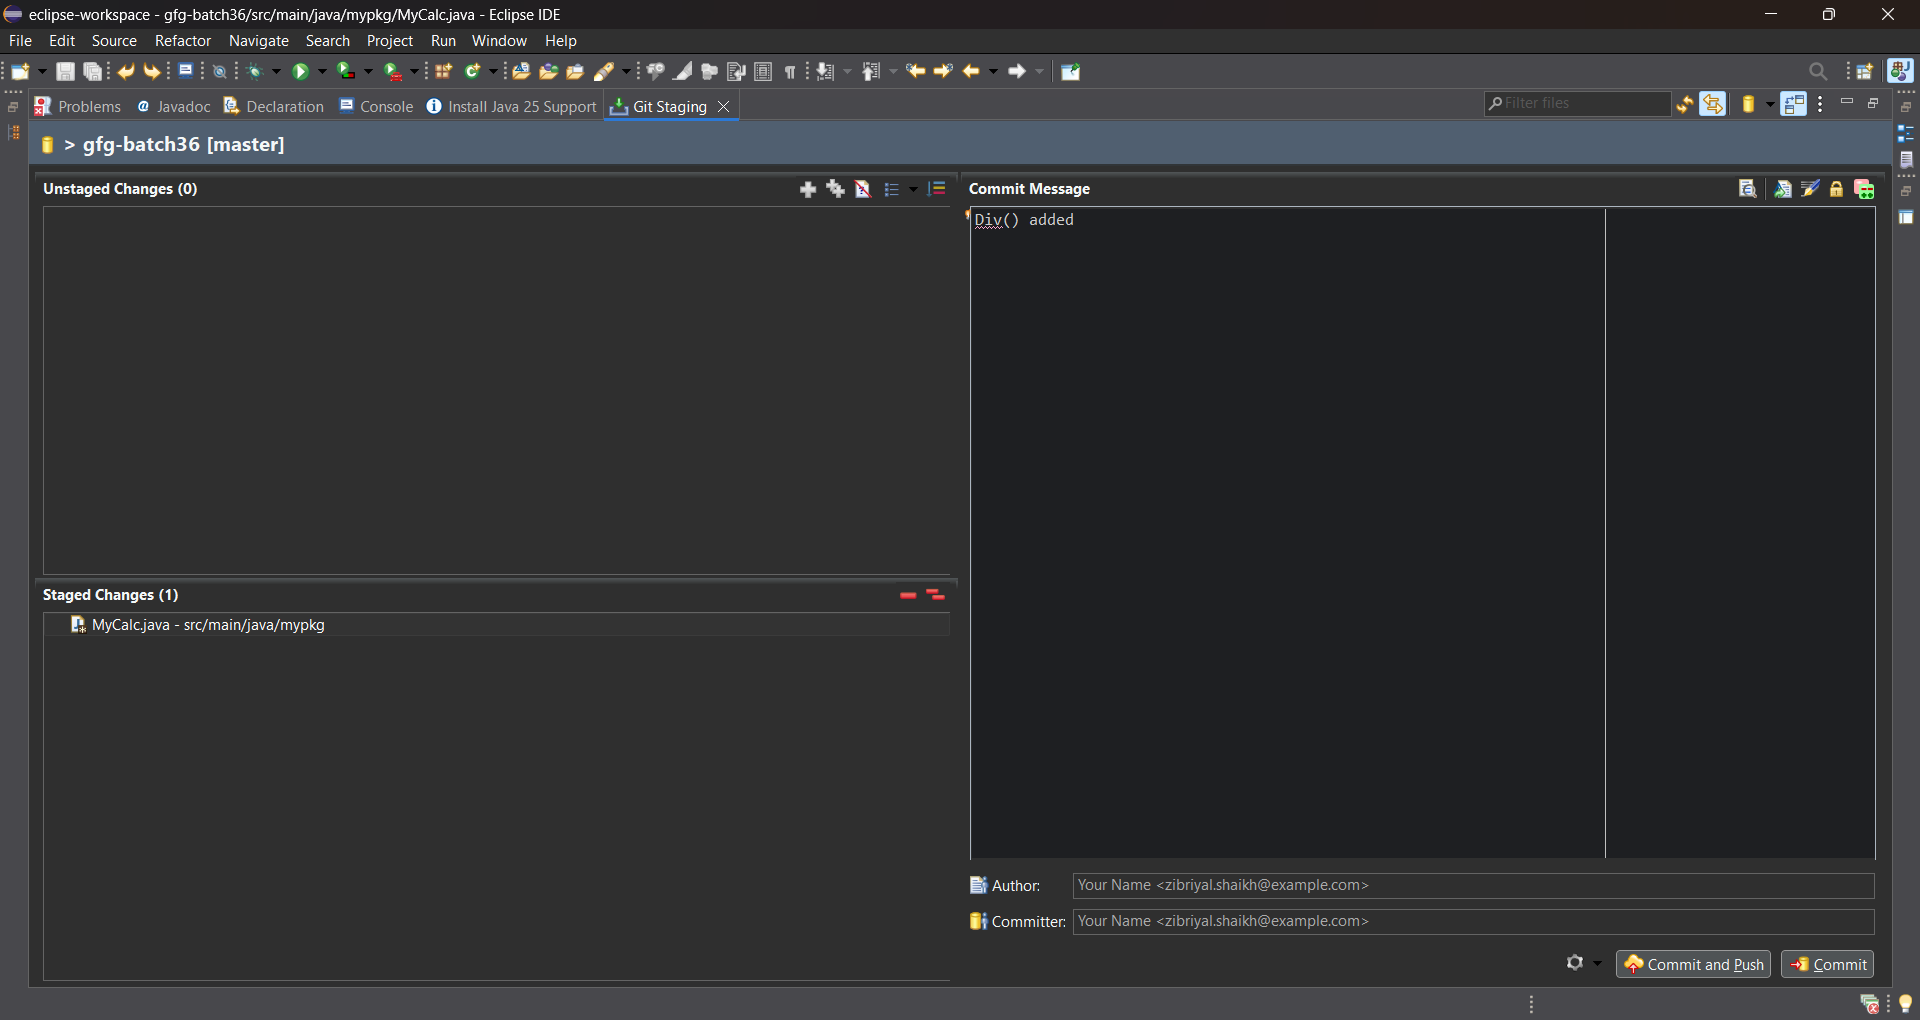 eclipse-workspace - gfg-batch36/src/main/java/mypkg/MyCalc.java - Eclipse IDE
File Edit Source Refactor Navigate Search Project Run Window Help
Problems @ Javadoc Declaration Console Install Java 25 Support Git Staging
Filter files
> gfg-batch36 [master]
Unstaged Changes (0)
Commit Message
Div() added
Staged Changes (1)
MyCalc.java - src/main/java/mypkg
Author: Your Name <zibriyal.shaikh@example.com>
Committer: Your Name <zibriyal.shaikh@example.com>
Commit and Push Commit